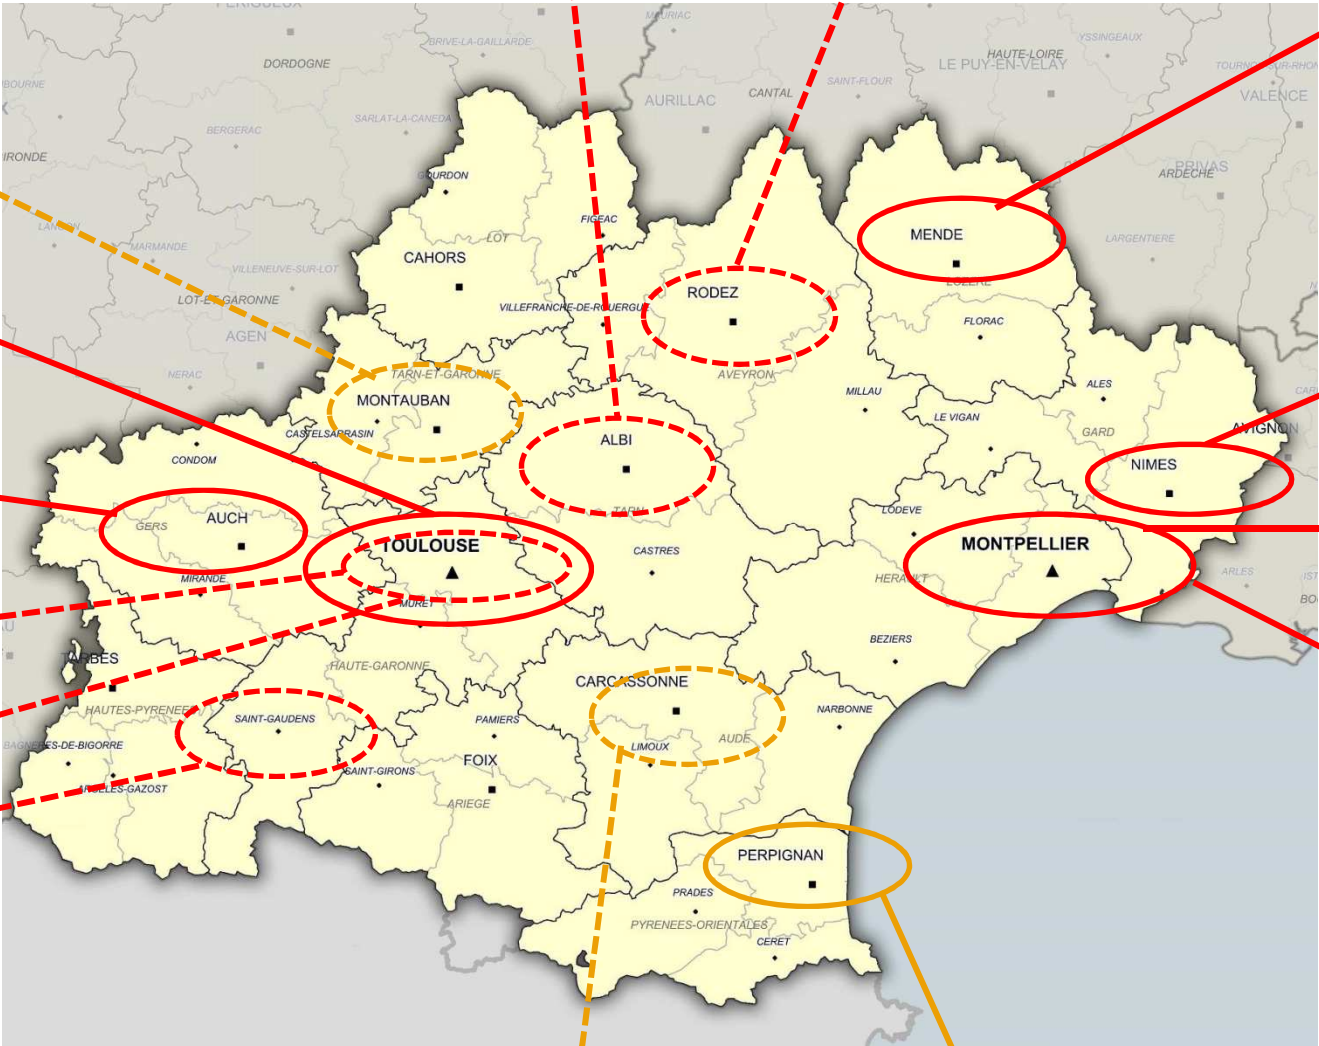 PERIGUEUX
MAURIAC
BRIVE-LA-GAILLARDE
YSSINGEAUX
HAUTE-LOIRE
LE PUY-EN-VELAY
DORDOGNE
SAINT-FLOUR
CANTAL
AURILLAC
VALENCE
SARLAT-LA-CANEDA
BERGERAC
PRIVAS
ARDECHE
GOURDON
FIGEAC
LOT
MENDE
LARGENTIERE
MARMANDE
CAHORS
VILLENEUVE-SUR-LOT
LOZERE
RODEZ
LOT-ET-GARONNE
VILLEFRANCHE-DE-ROUERGUE
FLORAC
AGEN
NERAC
TARN-ET-GARONNE
AVEYRON
MILLAU
ALES
MONTAUBAN
LE VIGAN
GARD
AVIGNON
CASTELSARRASIN
ALBI
CONDOM
NIMES
LODEVE
TARN
AUCH
GERS
TOULOUSE
MONTPELLIER
CASTRES
HERAULT
ARLES
MIRANDE
MURET
BEZIERS
TARBES
HAUTE-GARONNE
CARCASSONNE
HAUTES-PYRENEES
SAINT-GAUDENS
PAMIERS
NARBONNE
AUDE
LIMOUX
BAGNERES-DE-BIGORRE
FOIX
SAINT-GIRONS
ARGELES-GAZOST
ARIEGE
PERPIGNAN
PRADES
PYRENEES-ORIENTALES
CERET